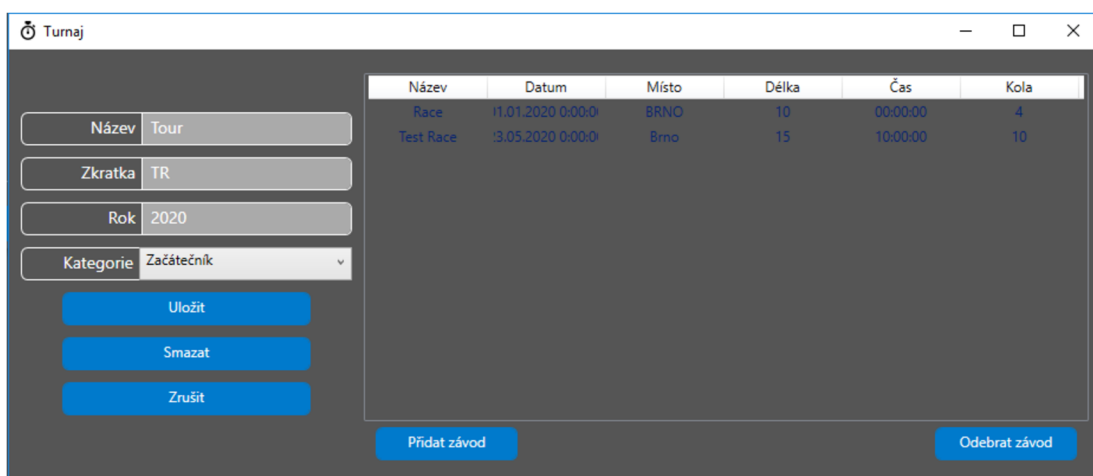 Turnaj
Název Tour
Zkratka TR
Rok 2020
Kategorie Začátečník
Uložit
Smazat
Zrušit
Název Datum Místo Délka Čas Kola
Race 1.01.2020 0:00:0 BRNO 10 00:00:00 4
Test Race 3.05.2020 0:00:0 Brno 15 10:00:00 10
Přidat závod Odebrat závod